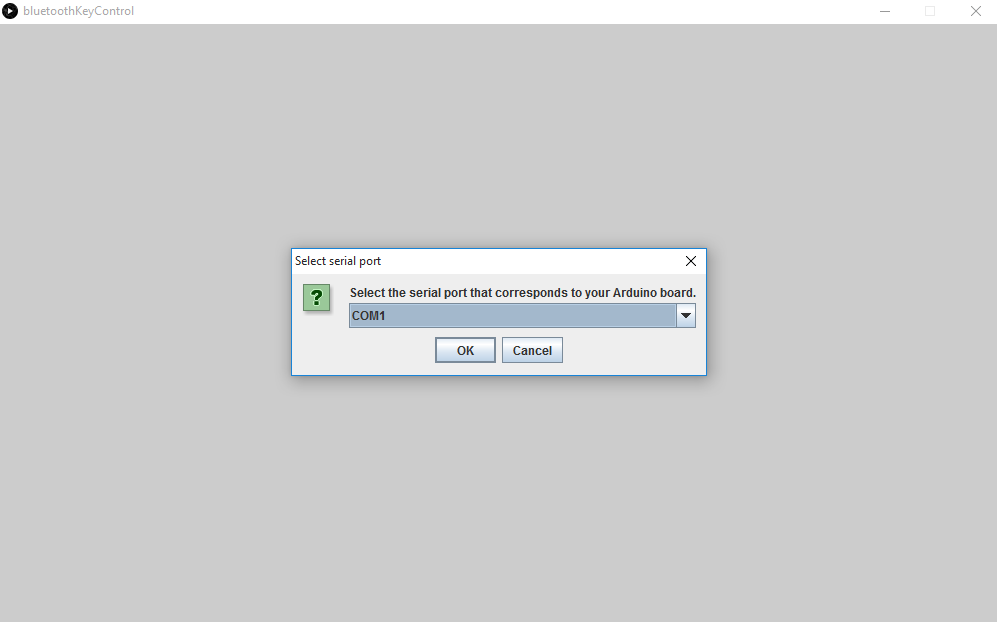 bluetoothKeyControl
Select serial port
?
Select the serial port that corresponds to your Arduino board.
COM1
OK Cancel